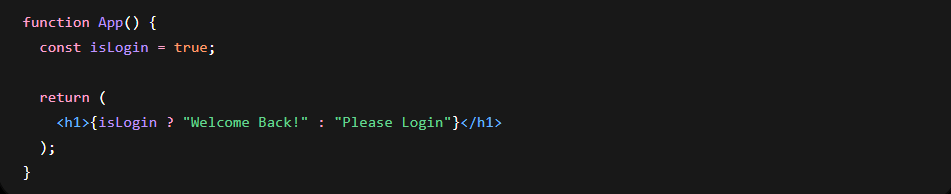 function App() {
  const isLogin = true;

  return (
    <h1>{isLogin ? "Welcome Back!" : "Please Login"}</h1>
  );
}